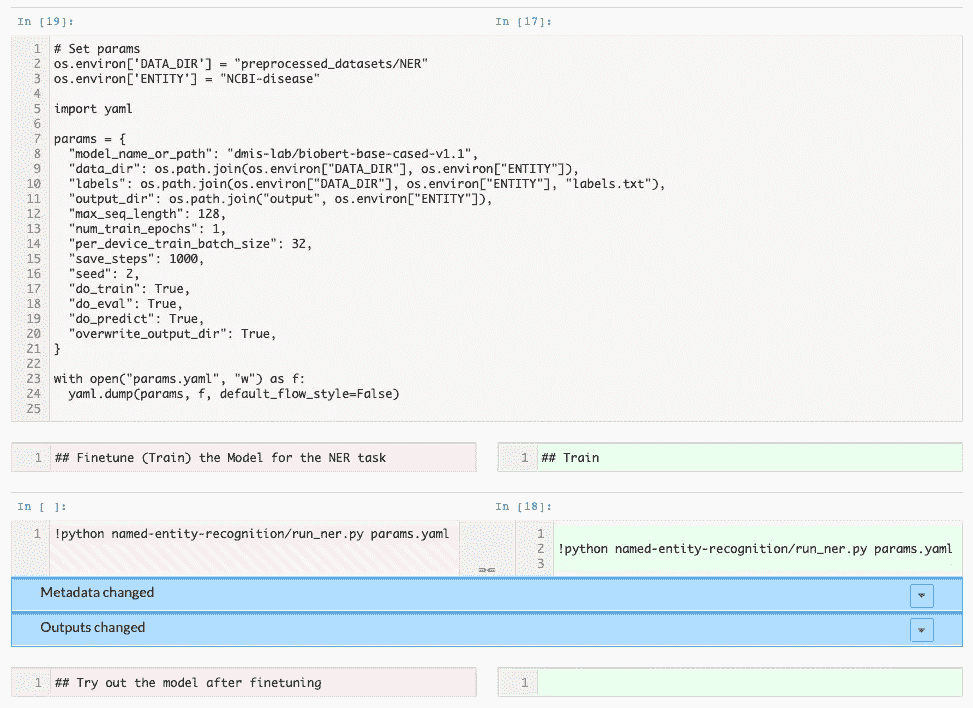 In [19]: In [17]:
1 # Set params
2 os.environ['DATA_DIR'] = "preprocessed_datasets/NER"
3 os.environ['ENTITY'] = "NCBI-disease"
4
5 import yaml
6
7 params = {
8   "model_name_or_path": "dmis-lab/biobert-base-cased-v1.1",
9   "data_dir": os.path.join(os.environ["DATA_DIR"], os.environ["ENTITY"]),
10   "labels": os.path.join(os.environ["DATA_DIR"], os.environ["ENTITY"], "labels.txt"),
11   "output_dir": os.path.join("output", os.environ["ENTITY"]),
12   "max_seq_length": 128,
13   "num_train_epochs": 1,
14   "per_device_train_batch_size": 32,
15   "save_steps": 1000,
16   "seed": 2,
17   "do_train": True,
18   "do_eval": True,
19   "do_predict": True,
20   "overwrite_output_dir": True,
21 }
22
23 with open("params.yaml", "w") as f:
24   yaml.dump(params, f, default_flow_style=False)
25
1 ## Finetune (Train) the Model for the NER task
1 ## Train
In [ ]: In [18]:
1 !python named-entity-recognition/run_ner.py params.yaml
1
2 !python named-entity-recognition/run_ner.py params.yaml
3
Metadata changed
Outputs changed
1 ## Try out the model after finetuning
1